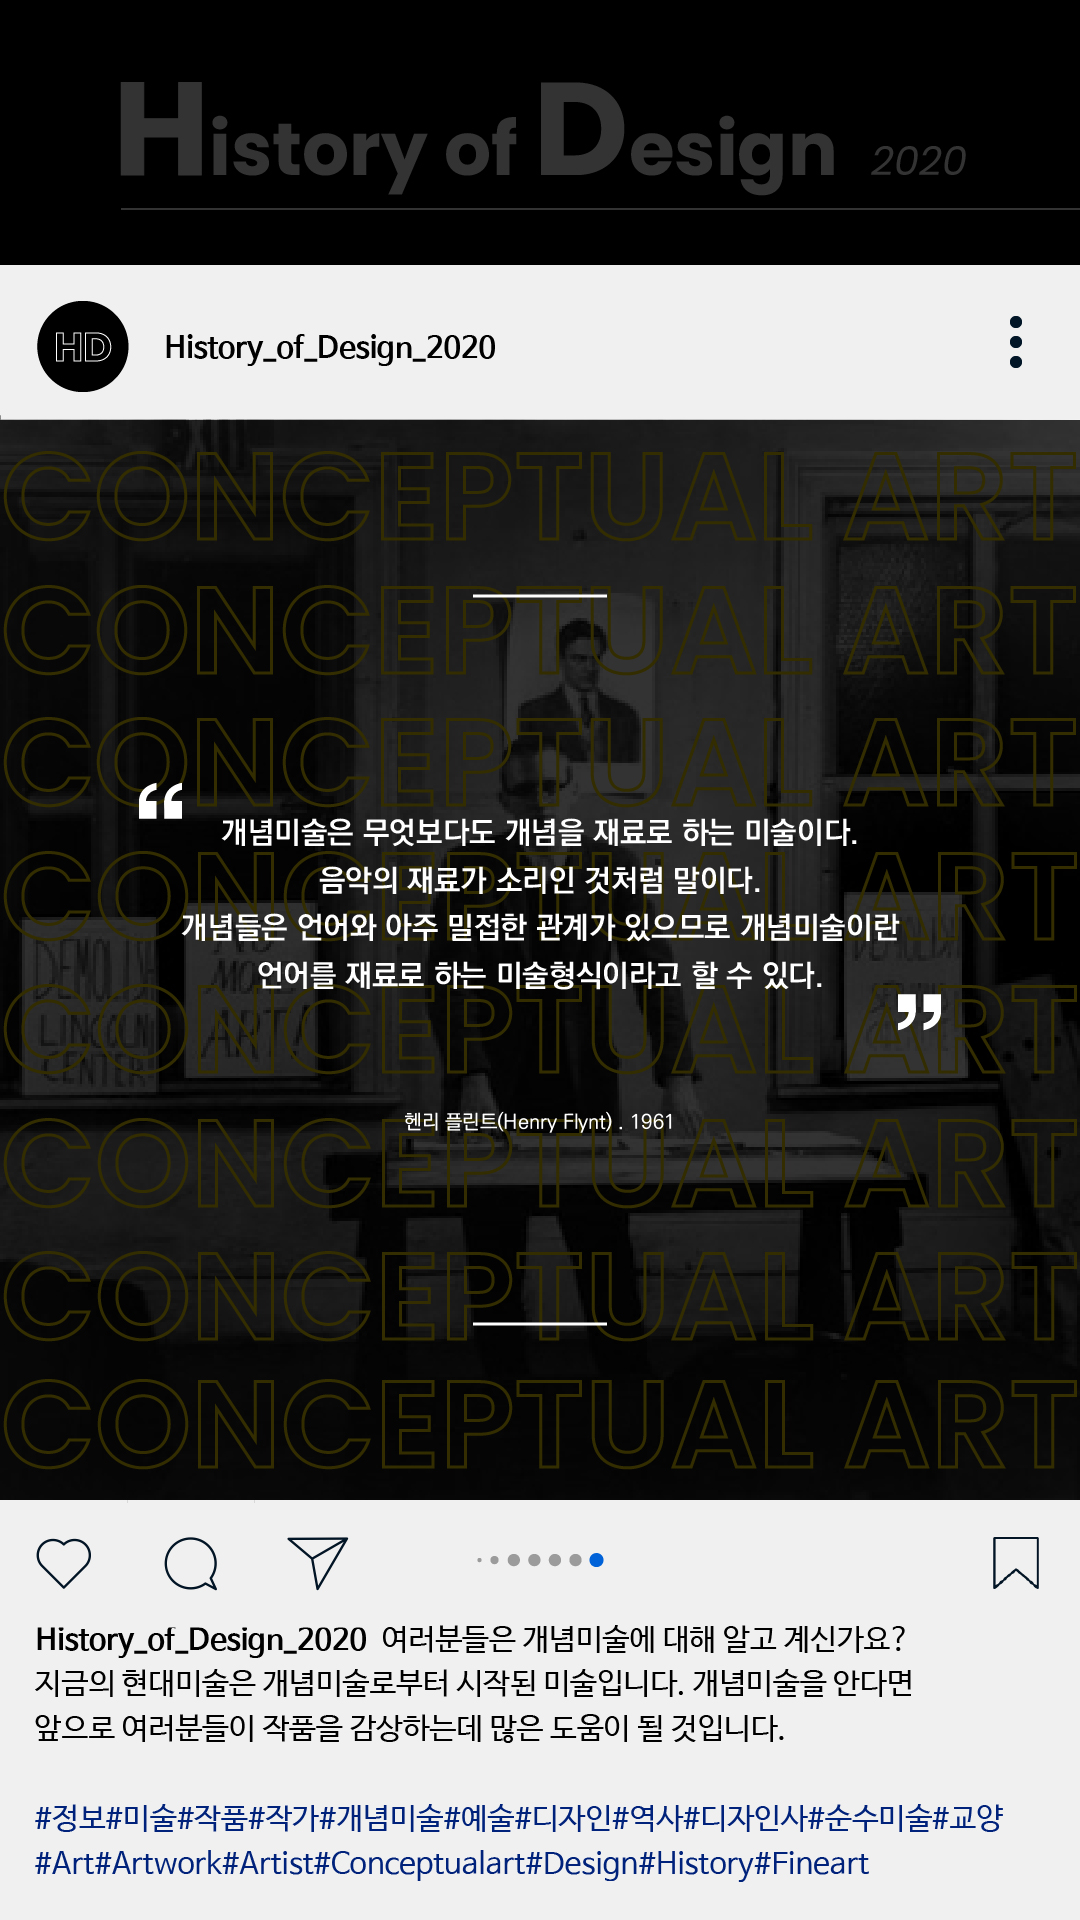 History of Design 2020
HD
History_of_Design_2020
CONCEPTUAL ART
CONCEPTUAL ART
CONCEPTUAL ART
“
개념미술은 무엇보다도 개념을 재료로 하는 미술이다.
CONCEPTUAL ART
음악의 재료가 소리인 것처럼 말이다.
개념들은 언어와 아주 밀접한 관계가 있으므로 개념미술이란
언어를 재료로 하는 미술형식이라고 할 수 있다.
”
DEMOLISH
LINCOLN
CENTER
ART
CONCEPTUAL ART
헨리 플린트(Henry Flynt) . 1961
CONCEPTUAL ART
CONCEPTUAL ART
CONCEPTUAL ART
History_of_Design_2020 여러분들은 개념미술에 대해 알고 계신가요?
지금의 현대미술은 개념미술로부터 시작된 미술입니다. 개념미술을 안다면
앞으로 여러분들이 작품을 감상하는데 많은 도움이 될 것입니다.
#정보#미술#작품#작가#개념미술#예술#디자인#역사#디자인사#순수미술#교양
#Art#Artwork#Artist#Conceptualart#Design#History#Fineart